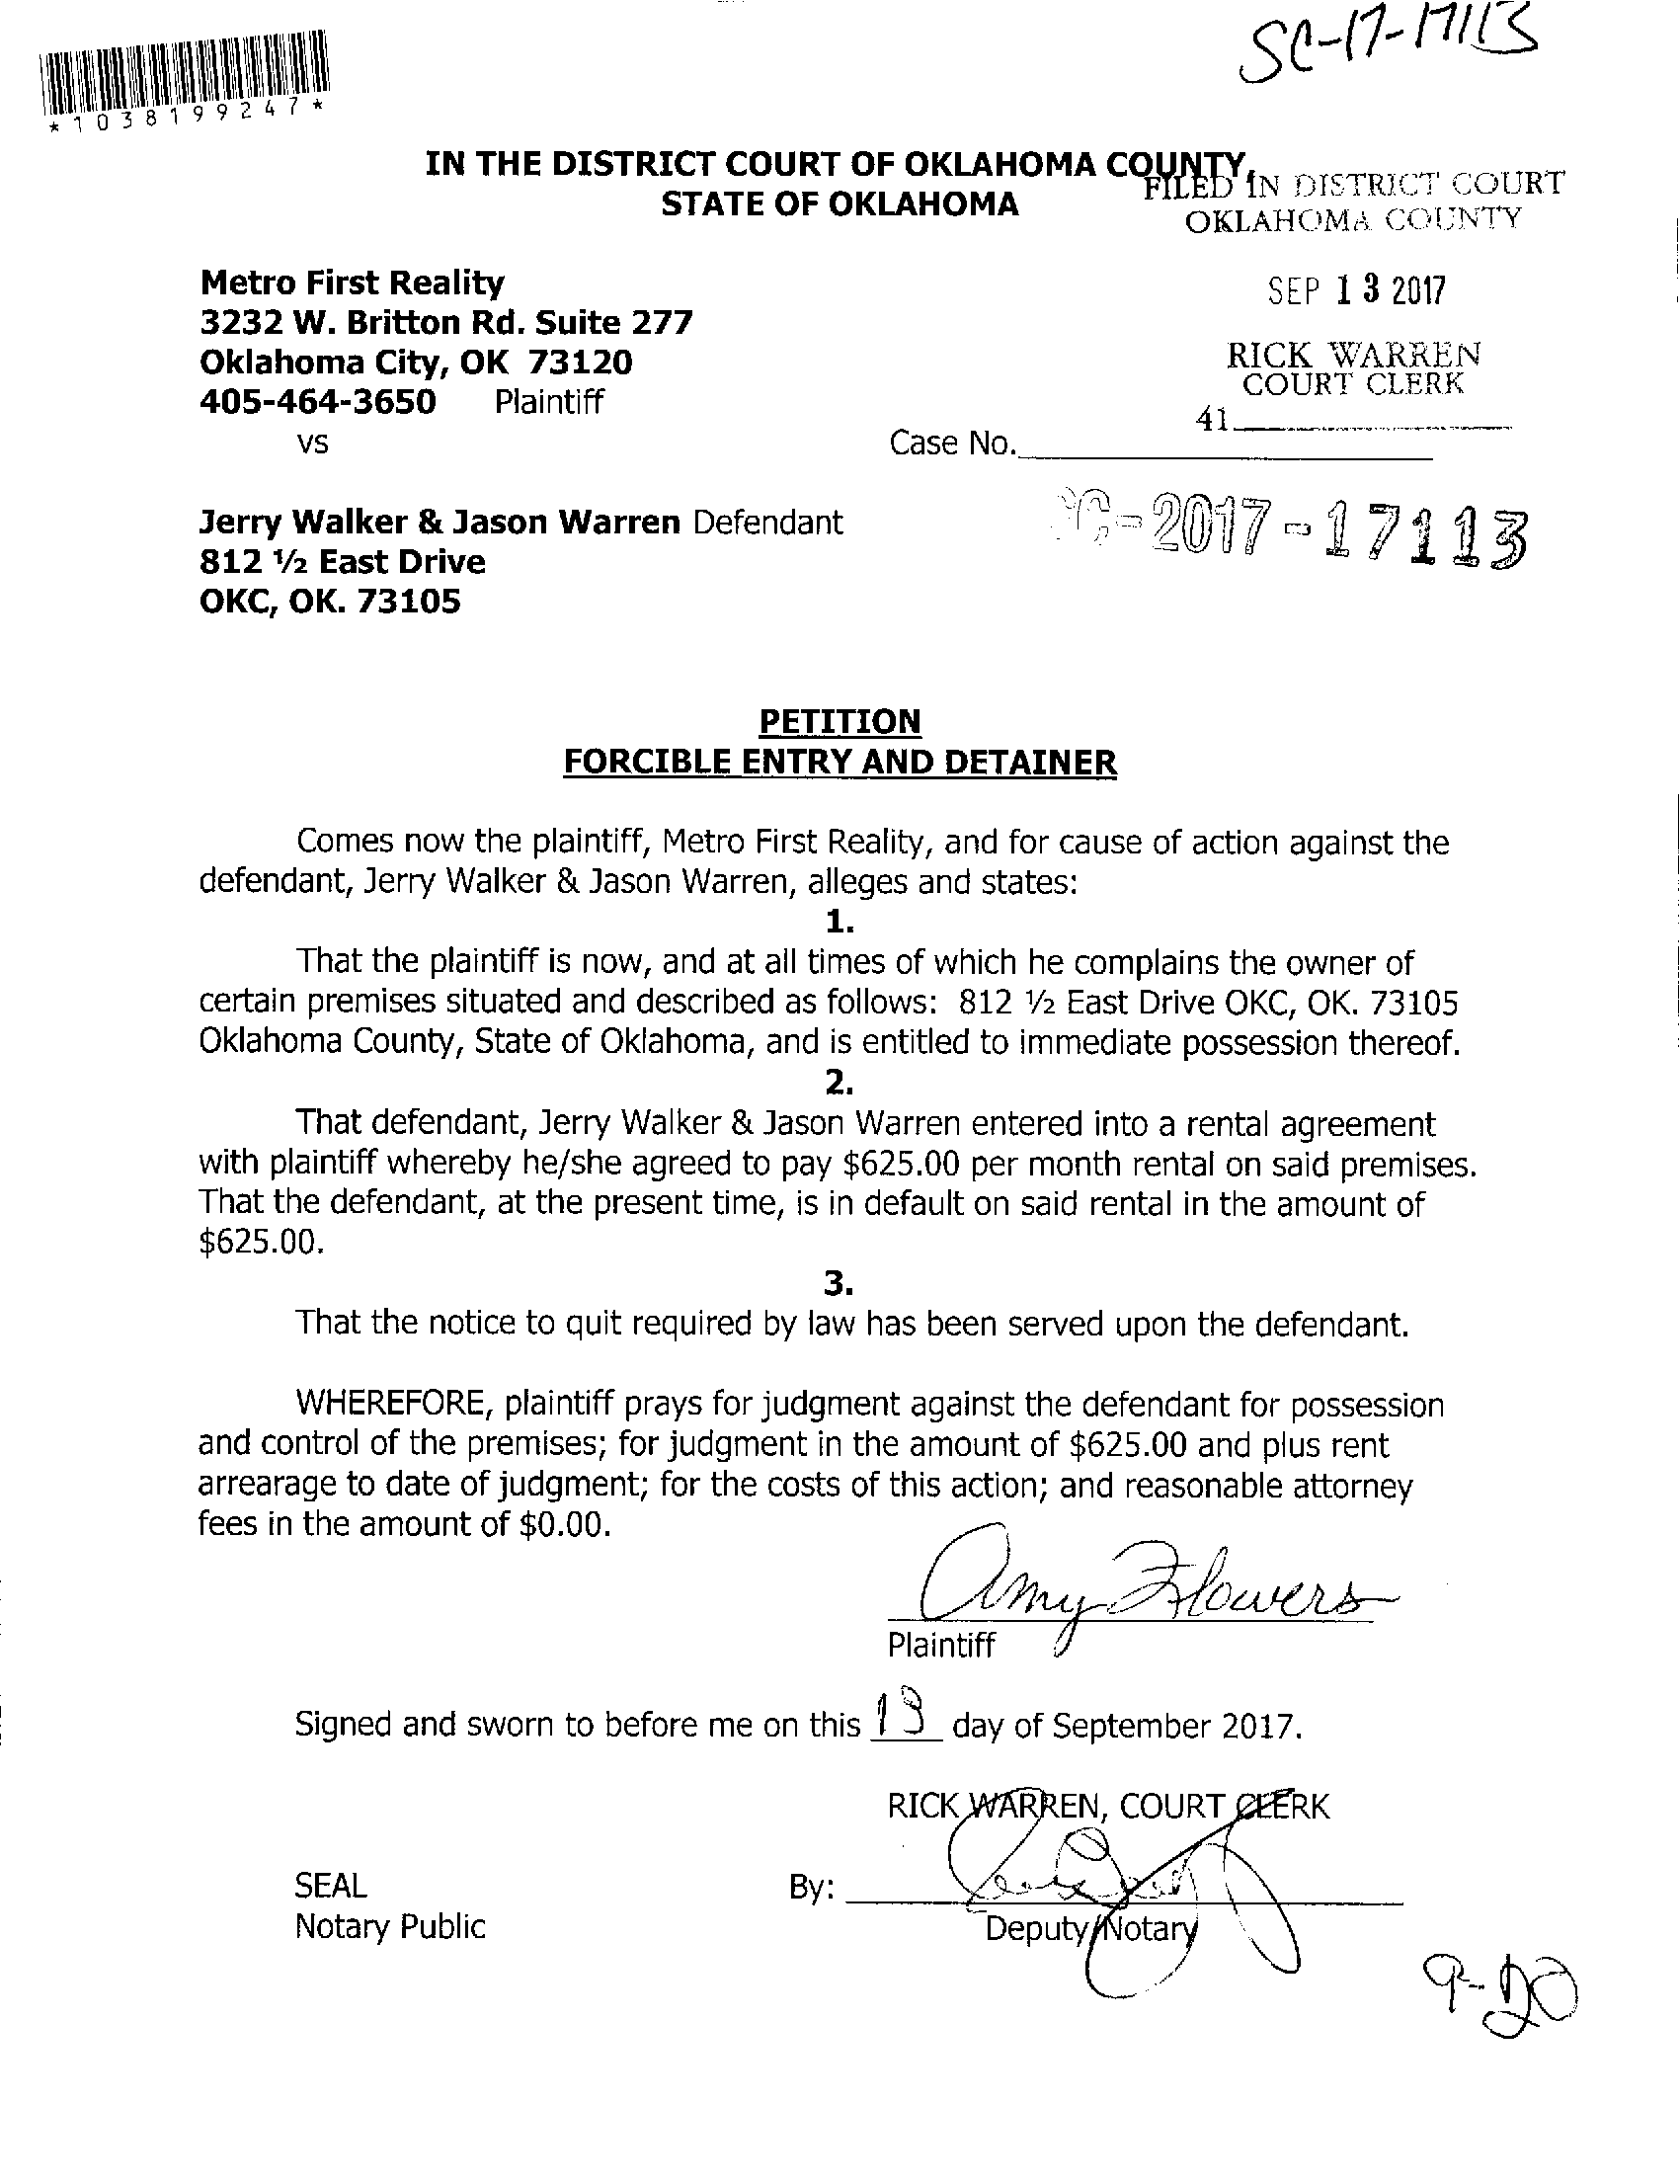 SC-17-17113
*1038199247*
IN THE DISTRICT COURT OF OKLAHOMA COUNTY,
STATE OF OKLAHOMA
FILED IN DISTRICT COURT
OKLAHOMA COUNTY
Metro First Reality
3232 W. Britton Rd. Suite 277
Oklahoma City, OK 73120
405-464-3650 Plaintiff
vs
SEP 13 2017
RICK WARREN
COURT CLERK
41
Case No.
-2017-17113
Jerry Walker & Jason Warren Defendant
812 ½ East Drive
OKC, OK. 73105
PETITION
FORCIBLE ENTRY AND DETAINER
Comes now the plaintiff, Metro First Reality, and for cause of action against the
defendant, Jerry Walker & Jason Warren, alleges and states:
1.
That the plaintiff is now, and at all times of which he complains the owner of
certain premises situated and described as follows: 812 ½ East Drive OKC, OK. 73105
Oklahoma County, State of Oklahoma, and is entitled to immediate possession thereof.
2.
That defendant, Jerry Walker & Jason Warren entered into a rental agreement
with plaintiff whereby he/she agreed to pay $625.00 per month rental on said premises.
That the defendant, at the present time, is in default on said rental in the amount of
$625.00.
3.
That the notice to quit required by law has been served upon the defendant.
WHEREFORE, plaintiff prays for judgment against the defendant for possession
and control of the premises; for judgment in the amount of $625.00 and plus rent
arrearage to date of judgment; for the costs of this action; and reasonable attorney
fees in the amount of $0.00.
Amy Flowers
Plaintiff
Signed and sworn to before me on this 13 day of September 2017.
RICK WARREN, COURT CLERK
SEAL
By:
Notary Public
Deputy/Notary
9-20